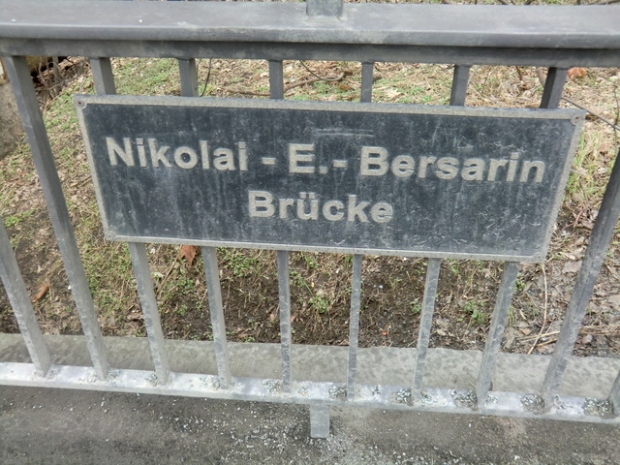 Nikolai - E.- Bersarin
Brücke